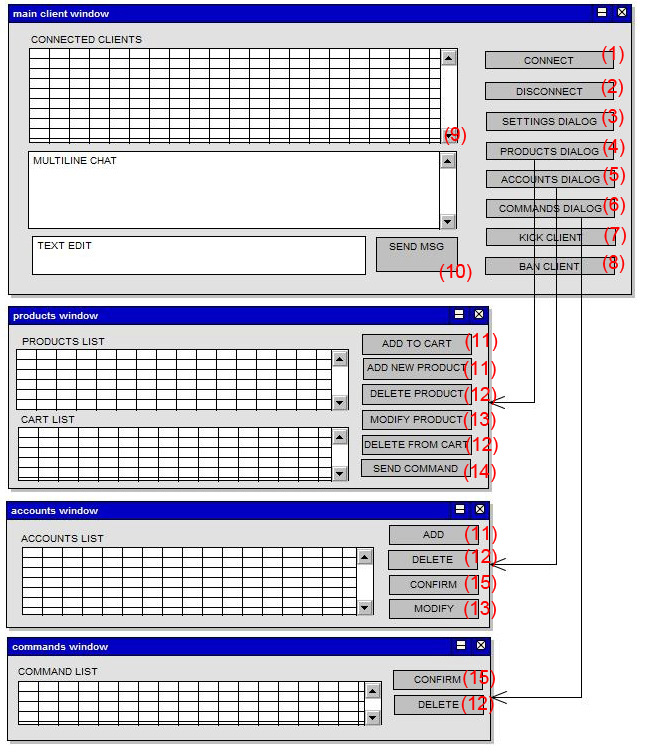 main client window
CONNECTED CLIENTS
CONNECT (1)
DISCONNECT (2)
SETTINGS DIALOG (3)
(9)
PRODUCTS DIALOG (4)
MULTILINE CHAT
ACCOUNTS DIALOG (5)
COMMANDS DIALOG (6)
KICK CLIENT (7)
TEXT EDIT
SEND MSG
(10)
BAN CLIENT (8)
products window
PRODUCTS LIST
ADD TO CART (11)
ADD NEW PRODUCT (11)
DELETE PRODUCT (12)
CART LIST
MODIFY PRODUCT (13)
DELETE FROM CART (12)
SEND COMMAND (14)
accounts window
ACCOUNTS LIST
ADD (11)
DELETE (12)
CONFIRM (15)
MODIFY (13)
commands window
COMMAND LIST
CONFIRM (15)
DELETE (12)